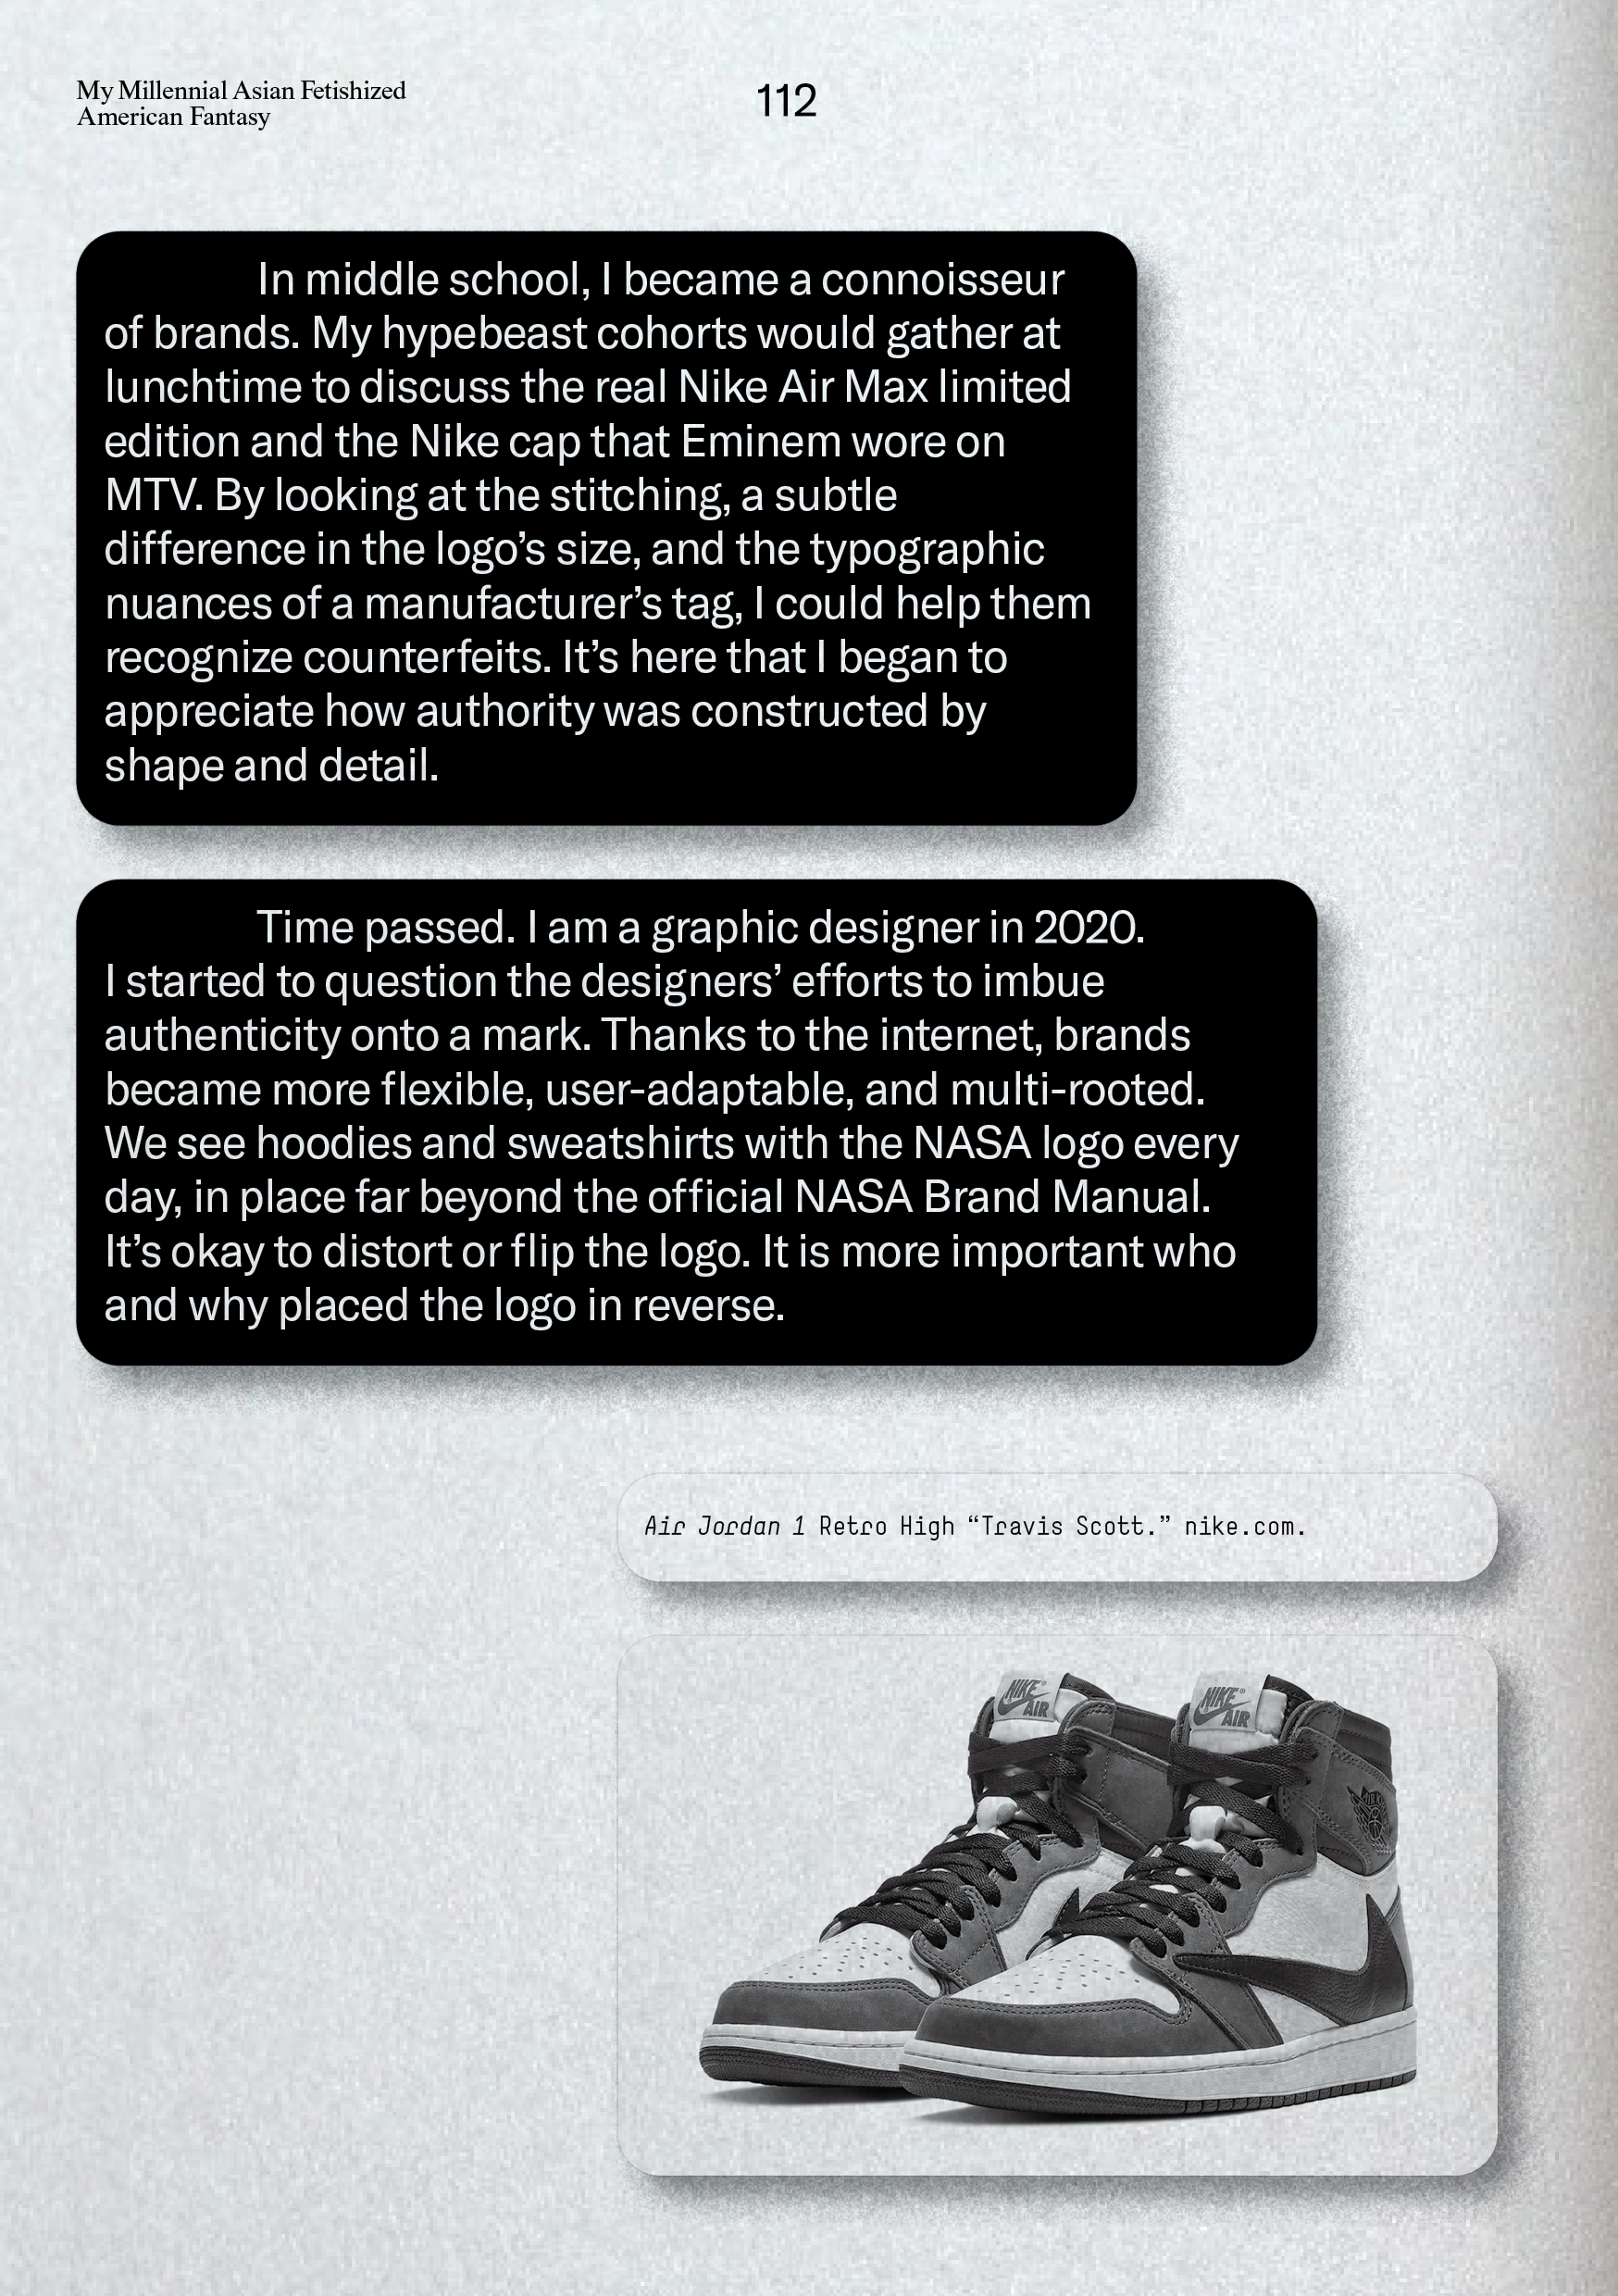 My Millennial Asian Fetishized
American Fantasy
112
In middle school, I became a connoisseur
of brands. My hypebeast cohorts would gather at
lunchtime to discuss the real Nike Air Max limited
edition and the Nike cap that Eminem wore on
MTV. By looking at the stitching, a subtle
difference in the logo’s size, and the typographic
nuances of a manufacturer’s tag, I could help them
recognize counterfeits. It’s here that I began to
appreciate how authority was constructed by
shape and detail.
Time passed. I am a graphic designer in 2020.
I started to question the designers’ efforts to imbue
authenticity onto a mark. Thanks to the internet, brands
became more flexible, user-adaptable, and multi-rooted.
We see hoodies and sweatshirts with the NASA logo every
day, in place far beyond the official NASA Brand Manual.
It’s okay to distort or flip the logo. It is more important who
and why placed the logo in reverse.
Air Jordan 1 Retro High “Travis Scott.” nike.com.
NIKE®
AIR
NIKE®
AIR